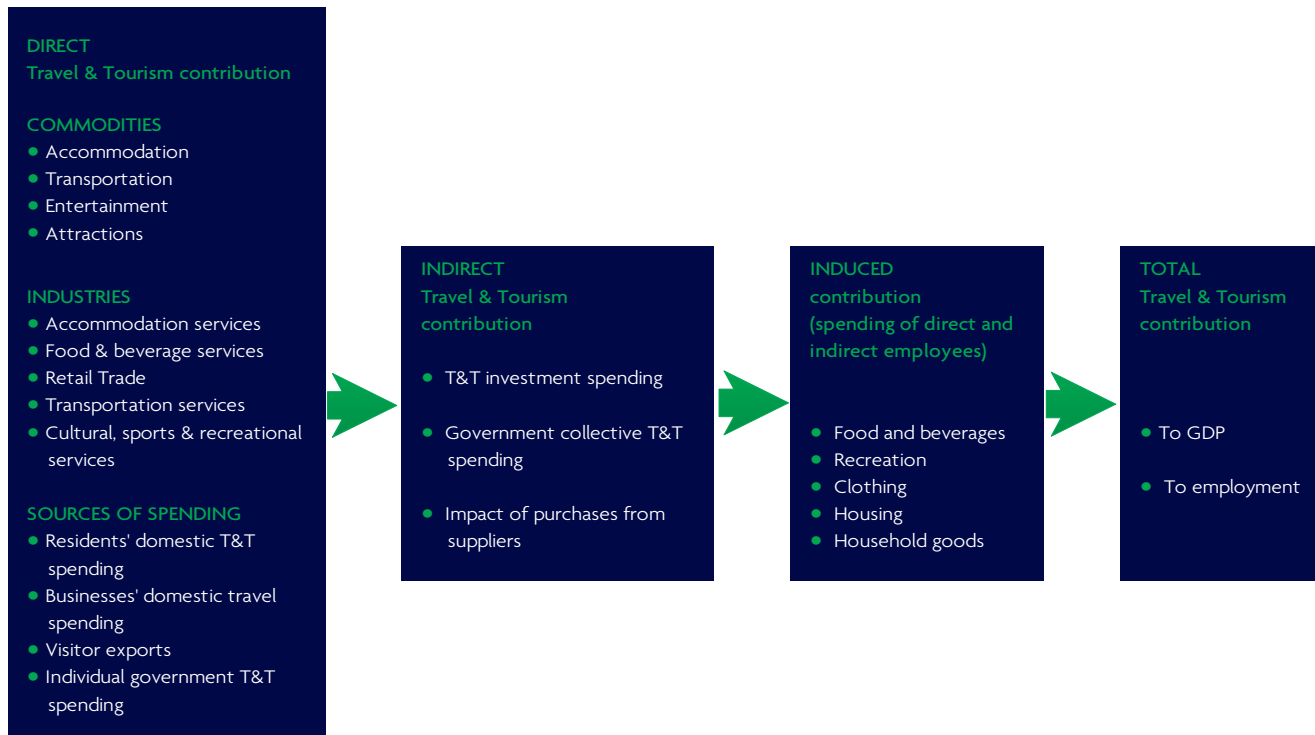 DIRECT
Travel & Tourism contribution
COMMODITIES
• Accommodation
• Transportation
• Entertainment
• Attractions
INDUSTRIES
• Accommodation services
• Food & beverage services
• Retail Trade
• Transportation services
• Cultural, sports & recreational
services
SOURCES OF SPENDING
• Residents' domestic T&T
spending
• Businesses' domestic travel
spending
• Visitor exports
• Individual government T&T
spending
INDIRECT
Travel & Tourism
contribution
• T&T investment spending
• Government collective T&T
spending
• Impact of purchases from
suppliers
INDUCED
contribution
(spending of direct and
indirect employees)
• Food and beverages
• Recreation
• Clothing
• Housing
• Household goods
TOTAL
Travel & Tourism
contribution
• To GDP
• To employment